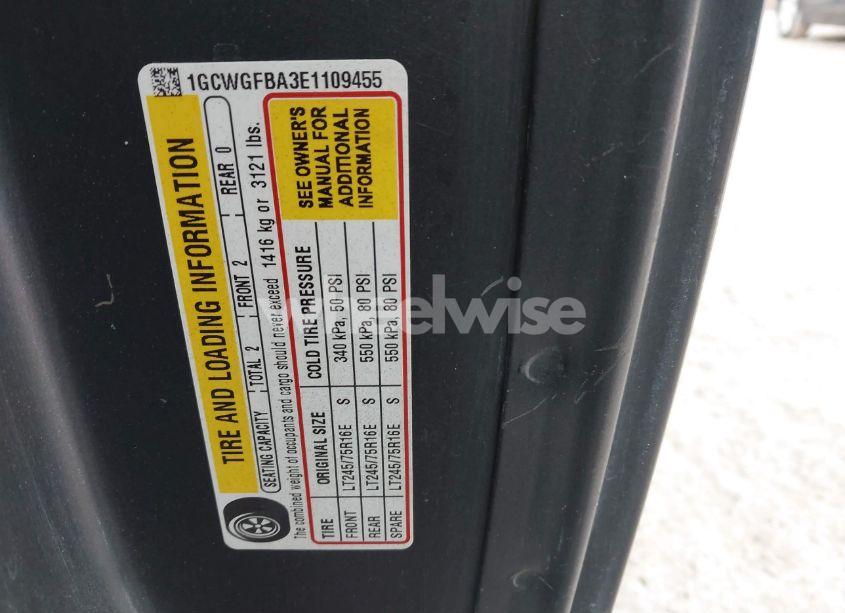 1GCWGFBA3E1109455
TIRE AND LOADING INFORMATION
SEATING CAPACITY TOTAL 2 FRONT 2 REAR 0
The combined weight of occupants and cargo should never exceed 1416 kg or 3121 lbs.
TIRE ORIGINAL SIZE COLD TIRE PRESSURE
FRONT LT245/75R16E S 340 kPa, 50 PSI
REAR LT245/75R16E S 550 kPa, 80 PSI
SPARE LT245/75R16E S 550 kPa, 80 PSI
SEE OWNER'S
MANUAL FOR
ADDITIONAL
INFORMATION
wheelwise